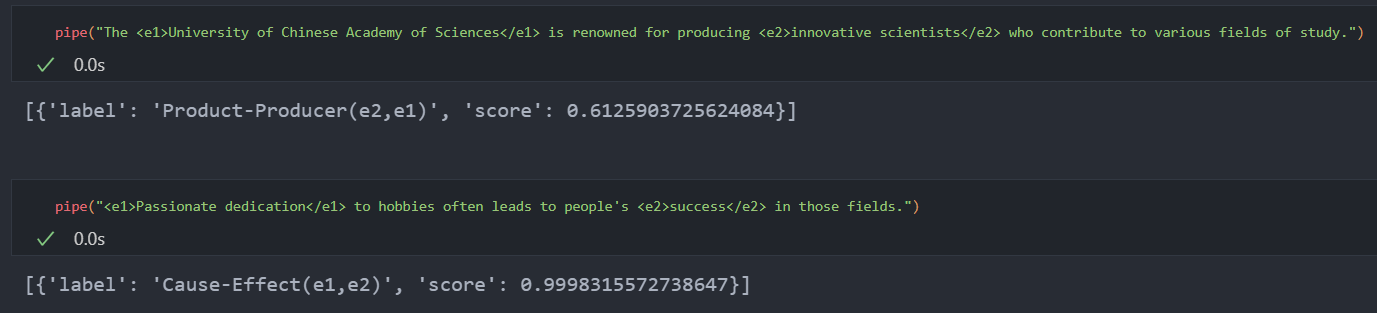 pipe("The <e1>University of Chinese Academy of Sciences</e1> is renowned for producing <e2>innovative scientists</e2> who contribute to various fields of study.")
0.0s
[{'label': 'Product-Producer(e2,e1)', 'score': 0.6125903725624084}]
pipe("<e1>Passionate dedication</e1> to hobbies often leads to people's <e2>success</e2> in those fields.")
0.0s
[{'label': 'Cause-Effect(e1,e2)', 'score': 0.9998315572738647}]